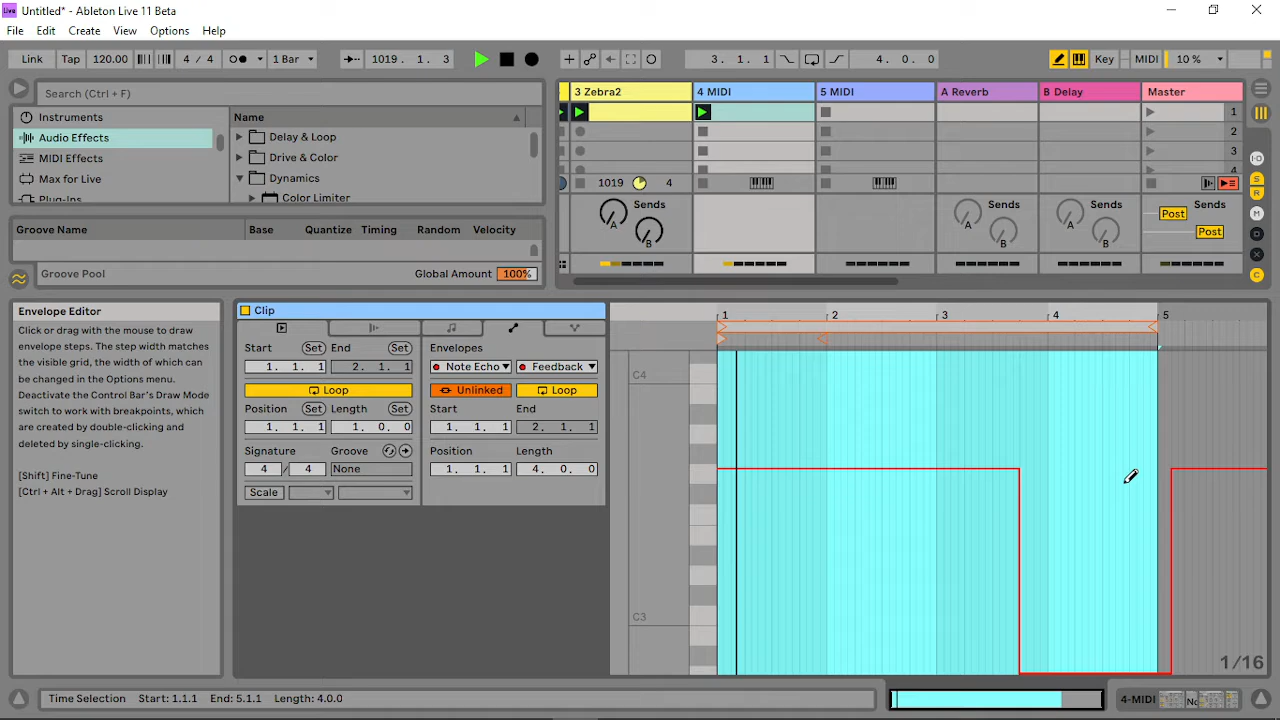 Live Untitled* - Ableton Live 11 Beta
File Edit Create View Options Help
Link Tap 120.00 4 / 4 1 Bar 1019. 1. 3 3. 1. 1 4. 0. 0 Key MIDI 10 %
Search (Ctrl + F)
Instruments
Audio Effects
MIDI Effects
Max for Live
Plug-Ins
Name
Delay & Loop
Drive & Color
Dynamics
Color Limiter
Groove Name Base Quantize Timing Random Velocity
Groove Pool Global Amount 100%
3 Zebra2 4 MIDI 5 MIDI A Reverb B Delay Master
1
2
3
4
1019 4
Sends Sends Sends Sends
A A A Post
B B B Post
I-O
S
R
M
D
X
C
Envelope Editor
Click or drag with the mouse to draw
envelope steps. The step width matches
the visible grid, the width of which can
be changed in the Options menu.
Deactivate the Control Bar's Draw Mode
switch to work with breakpoints, which
are created by double-clicking and
deleted by single-clicking.
[Shift] Fine-Tune
[Ctrl + Alt + Drag] Scroll Display
Clip
Start Set End Set
1. 1. 1 2. 1. 1
Loop
Position Set Length Set
1. 1. 1 1. 0. 0
Signature Groove
4 / 4 None
Scale
Envelopes
Note Echo Feedback
Unlinked Loop
Start End
1. 1. 1 2. 1. 1
Position Length
1. 1. 1 4. 0. 0
1 2 3 4 5
C4
C3
1/16
Time Selection Start: 1.1.1 End: 5.1.1 Length: 4.0.0
4-MIDI